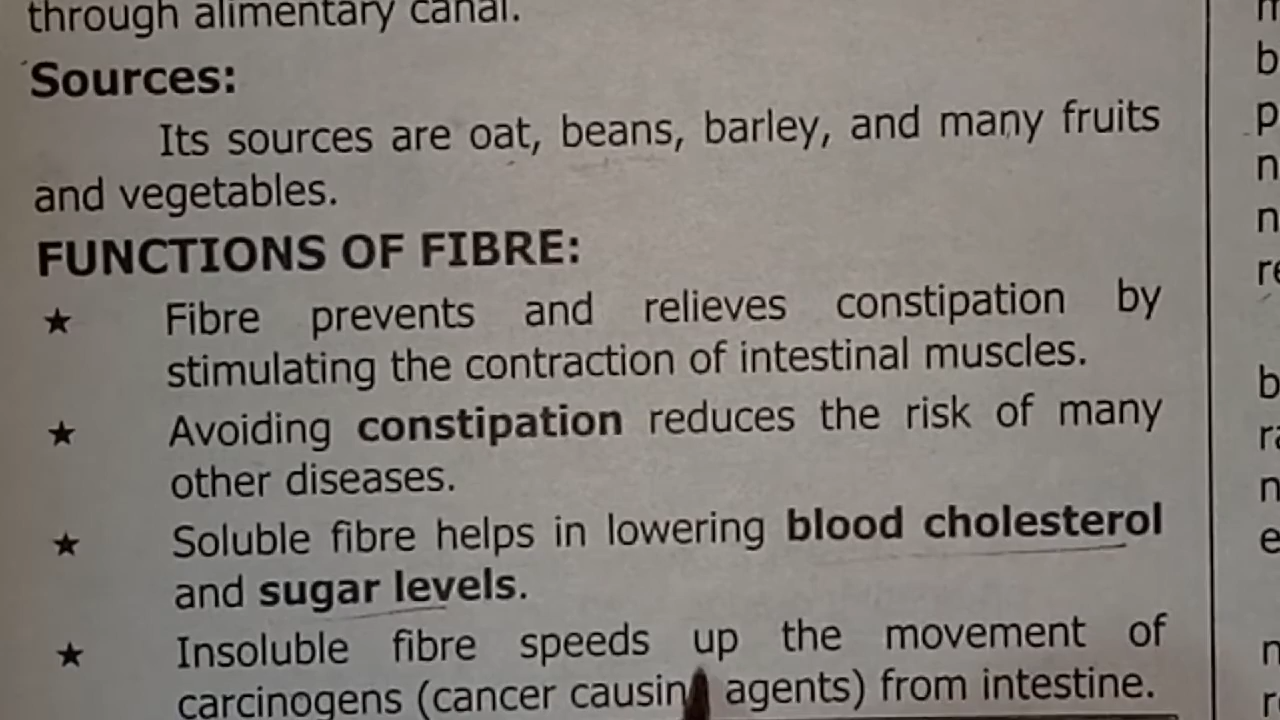 through alimentary canal.
Sources:
Its sources are oat, beans, barley, and many fruits
and vegetables.
FUNCTIONS OF FIBRE:
★ Fibre prevents and relieves constipation by
stimulating the contraction of intestinal muscles.
★ Avoiding constipation reduces the risk of many
other diseases.
★ Soluble fibre helps in lowering blood cholesterol
and sugar levels.
★ Insoluble fibre speeds up the movement of
carcinogens (cancer causin agents) from intestine.